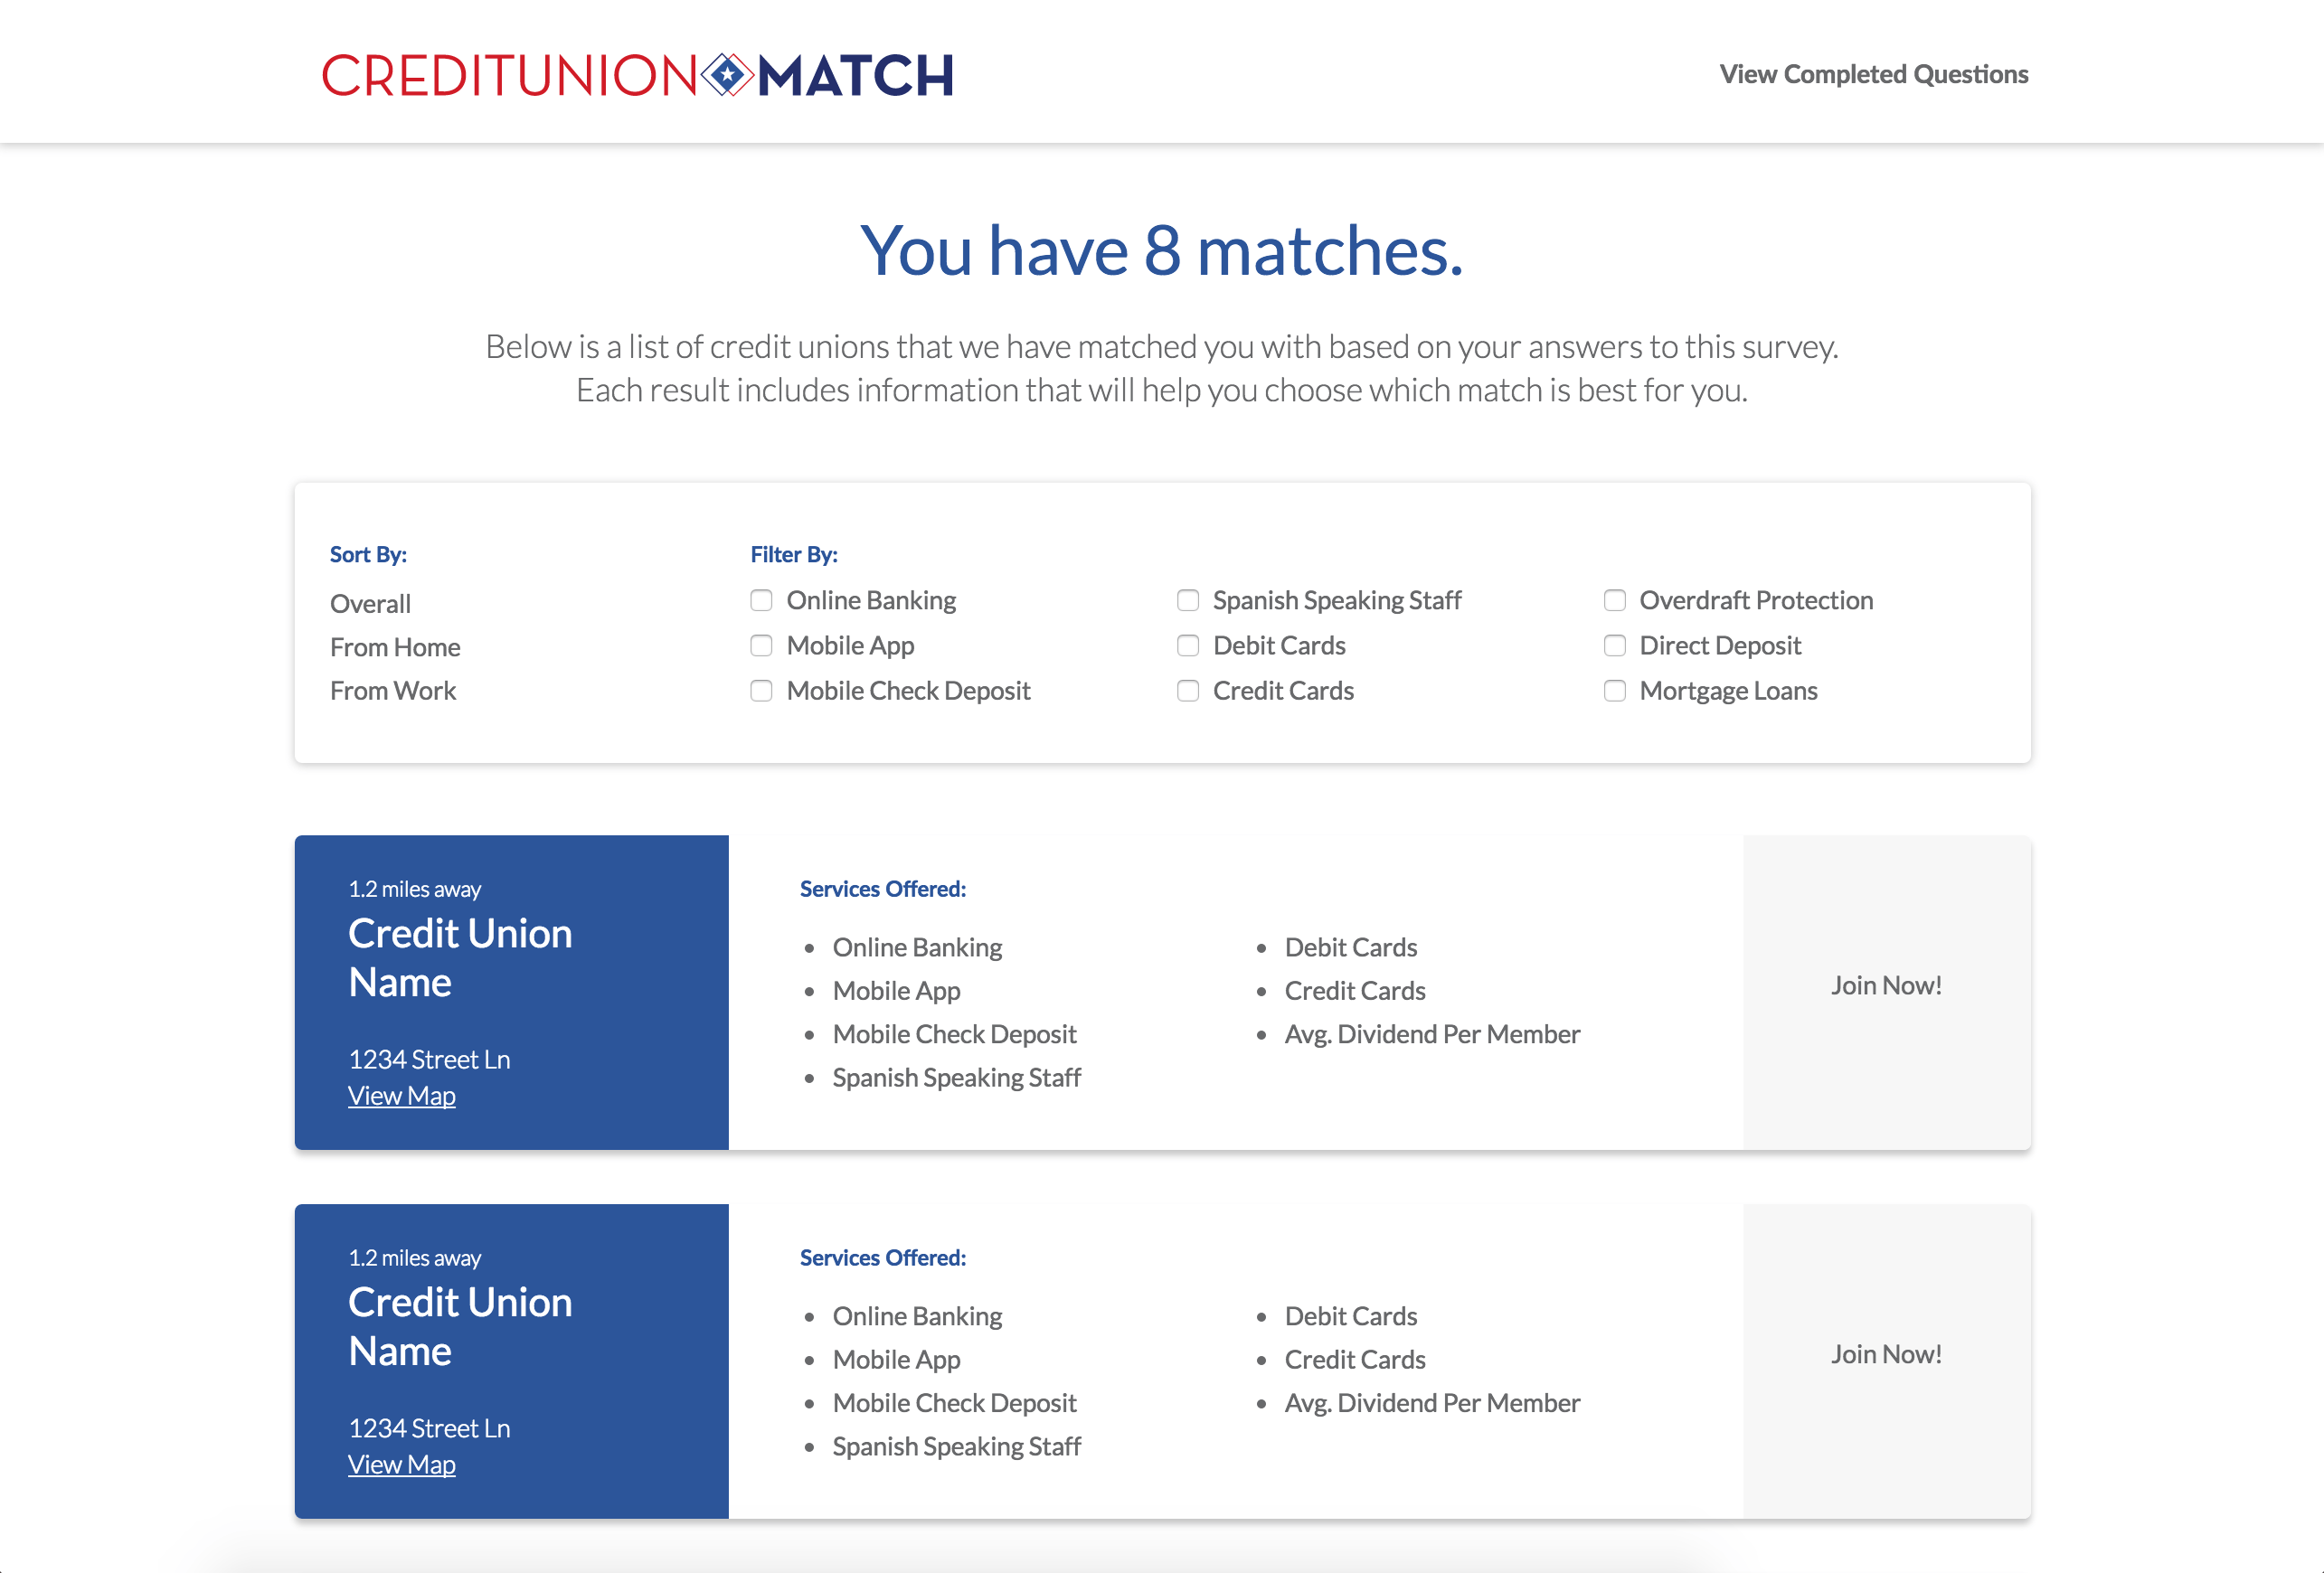 CREDITUNION MATCH
View Completed Questions
You have 8 matches.
Below is a list of credit unions that we have matched you with based on your answers to this survey.
Each result includes information that will help you choose which match is best for you.
Sort By:
Overall
From Home
From Work
Filter By:
Online Banking
Mobile App
Mobile Check Deposit
Spanish Speaking Staff
Debit Cards
Credit Cards
Overdraft Protection
Direct Deposit
Mortgage Loans
1.2 miles away
Credit Union
Name
1234 Street Ln
View Map
Services Offered:
Online Banking
Mobile App
Mobile Check Deposit
Spanish Speaking Staff
Debit Cards
Credit Cards
Avg. Dividend Per Member
Join Now!
1.2 miles away
Credit Union
Name
1234 Street Ln
View Map
Services Offered:
Online Banking
Mobile App
Mobile Check Deposit
Spanish Speaking Staff
Debit Cards
Credit Cards
Avg. Dividend Per Member
Join Now!